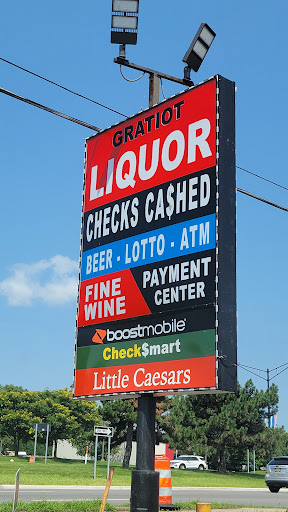 GRATIOT
LIQUOR
CHECKS CA$HED
BEER - LOTTO - ATM
FINE
WINE
PAYMENT
CENTER
boostmobile
Check$mart
Little Caesars